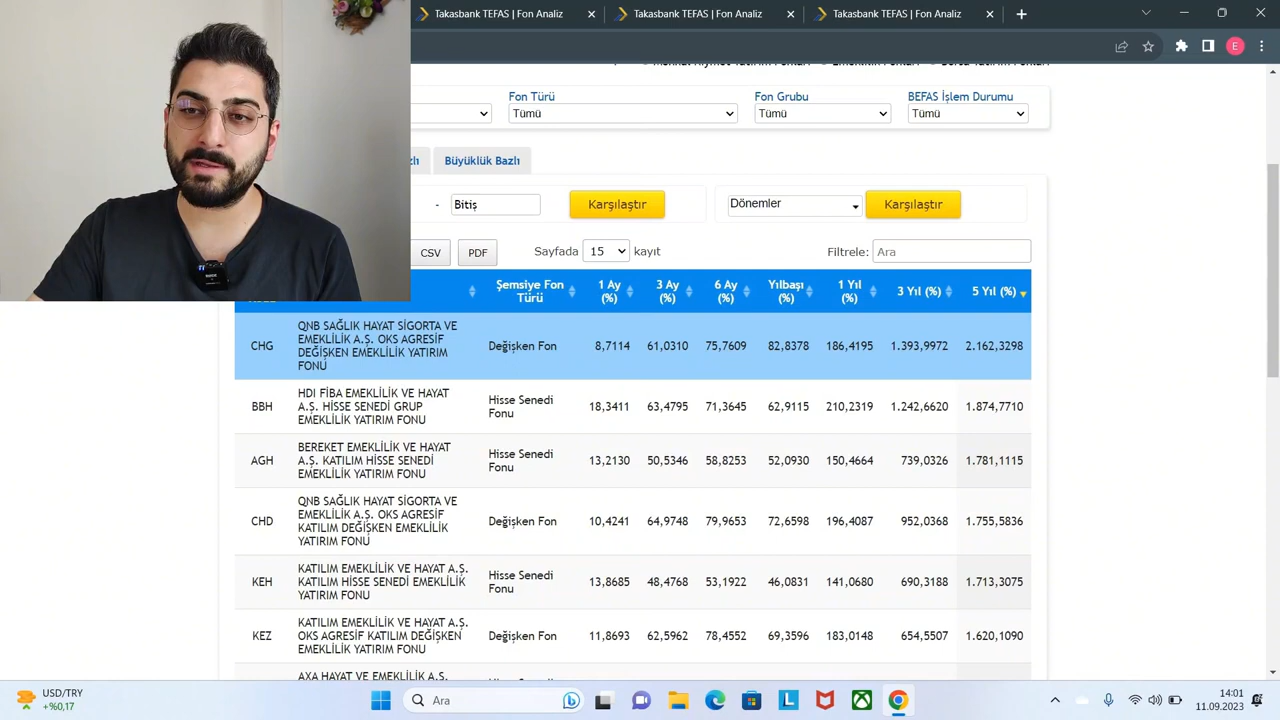 Takasbank TEFAS | Fon Analiz
Takasbank TEFAS | Fon Analiz
Takasbank TEFAS | Fon Analiz
E
Fon Türü
Fon Grubu
BEFAS İşlem Durumu
Tümü
Tümü
Tümü
Büyüklük Bazlı
- Bitiş
Karşılaştır
Dönemler
Karşılaştır
CSV
PDF
Sayfada 15 kayıt
Filtrele: Ara
Şemsiye Fon Türü
1 Ay (%)
3 Ay (%)
6 Ay (%)
Yılbaşı (%)
1 Yıl (%)
3 Yıl (%)
5 Yıl (%)
CHG
QNB SAĞLIK HAYAT SİGORTA VE
EMEKLİLİK A.Ş. OKS AGRESİF
DEĞİŞKEN EMEKLİLİK YATIRIM
FONU
Değişken Fon
8,7114 61,0310 75,7609 82,8378 186,4195 1.393,9972 2.162,3298
BBH
HDI FİBA EMEKLİLİK VE HAYAT
A.Ş. HİSSE SENEDİ GRUP
EMEKLİLİK YATIRIM FONU
Hisse Senedi
Fonu
18,3411 63,4795 71,3645 62,9115 210,2319 1.242,6620 1.874,7710
AGH
BEREKET EMEKLİLİK VE HAYAT
A.Ş. KATILIM HİSSE SENEDİ
EMEKLİLİK YATIRIM FONU
Hisse Senedi
Fonu
13,2130 50,5346 58,8253 52,0930 150,4664 739,0326 1.781,1115
CHD
QNB SAĞLIK HAYAT SİGORTA VE
EMEKLİLİK A.Ş. OKS AGRESİF
KATILIM DEĞİŞKEN EMEKLİLİK
YATIRIM FONU
Değişken Fon
10,4241 64,9748 79,9653 72,6598 196,4087 952,0368 1.755,5836
KEH
KATILIM EMEKLİLİK VE HAYAT A.Ş.
KATILIM HİSSE SENEDİ EMEKLİLİK
YATIRIM FONU
Hisse Senedi
Fonu
13,8685 48,4768 53,1922 46,0831 141,0680 690,3188 1.713,3075
KEZ
KATILIM EMEKLİLİK VE HAYAT A.Ş.
OKS AGRESİF KATILIM DEĞİŞKEN
EMEKLİLİK YATIRIM FONU
Değişken Fon
11,8693 62,5962 78,4552 69,3596 183,0148 654,5507 1.620,1090
AXA HAYAT VE EMEKLİLİK A.Ş.
USD/TRY
+%0,17
Ara
14:01
11.09.2023